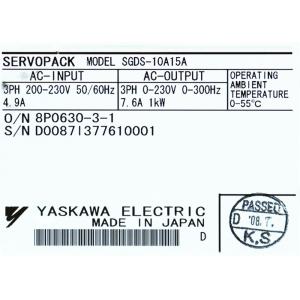 SERVOPACK MODEL SGDS-10A15A
AC-INPUT AC-OUTPUT OPERATING AMBIENT TEMPERATURE 0-55℃
3PH 200-230V 50/60Hz 3PH 0-230V 0-300Hz
4.9A 7.6A 1kW
O/N 8P0630-3-1
S/N D0087I377610001
YASKAWA ELECTRIC
MADE IN JAPAN
D
PASSED
D '08.7.
K,S